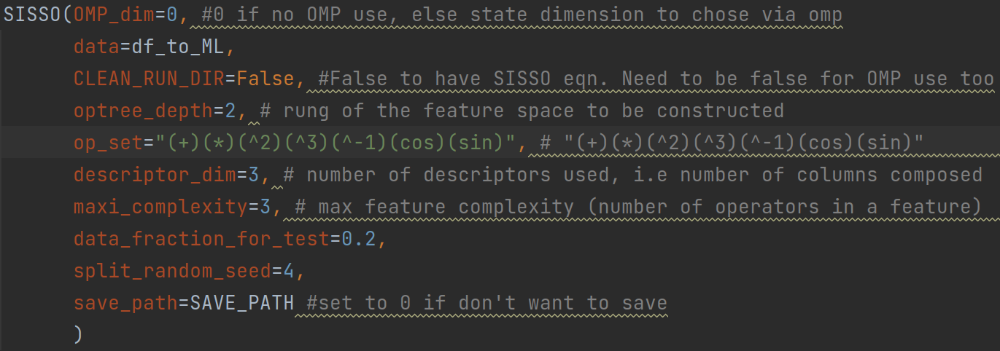 SISSO(OMP_dim=0, #0 if no OMP use, else state dimension to chose via omp
data=df_to_ML,
CLEAN_RUN_DIR=False, #False to have SISSO eqn. Need to be false for OMP use too
optree_depth=2, # rung of the feature space to be constructed
op_set="(+)(*)(^2)(^3)(^-1)(cos)(sin)", # "(+)(*)(^2)(^3)(^-1)(cos)(sin)"
descriptor_dim=3, # number of descriptors used, i.e number of columns composed
maxi_complexity=3, # max feature complexity (number of operators in a feature)
data_fraction_for_test=0.2,
split_random_seed=4,
save_path=SAVE_PATH #set to 0 if don't want to save
)